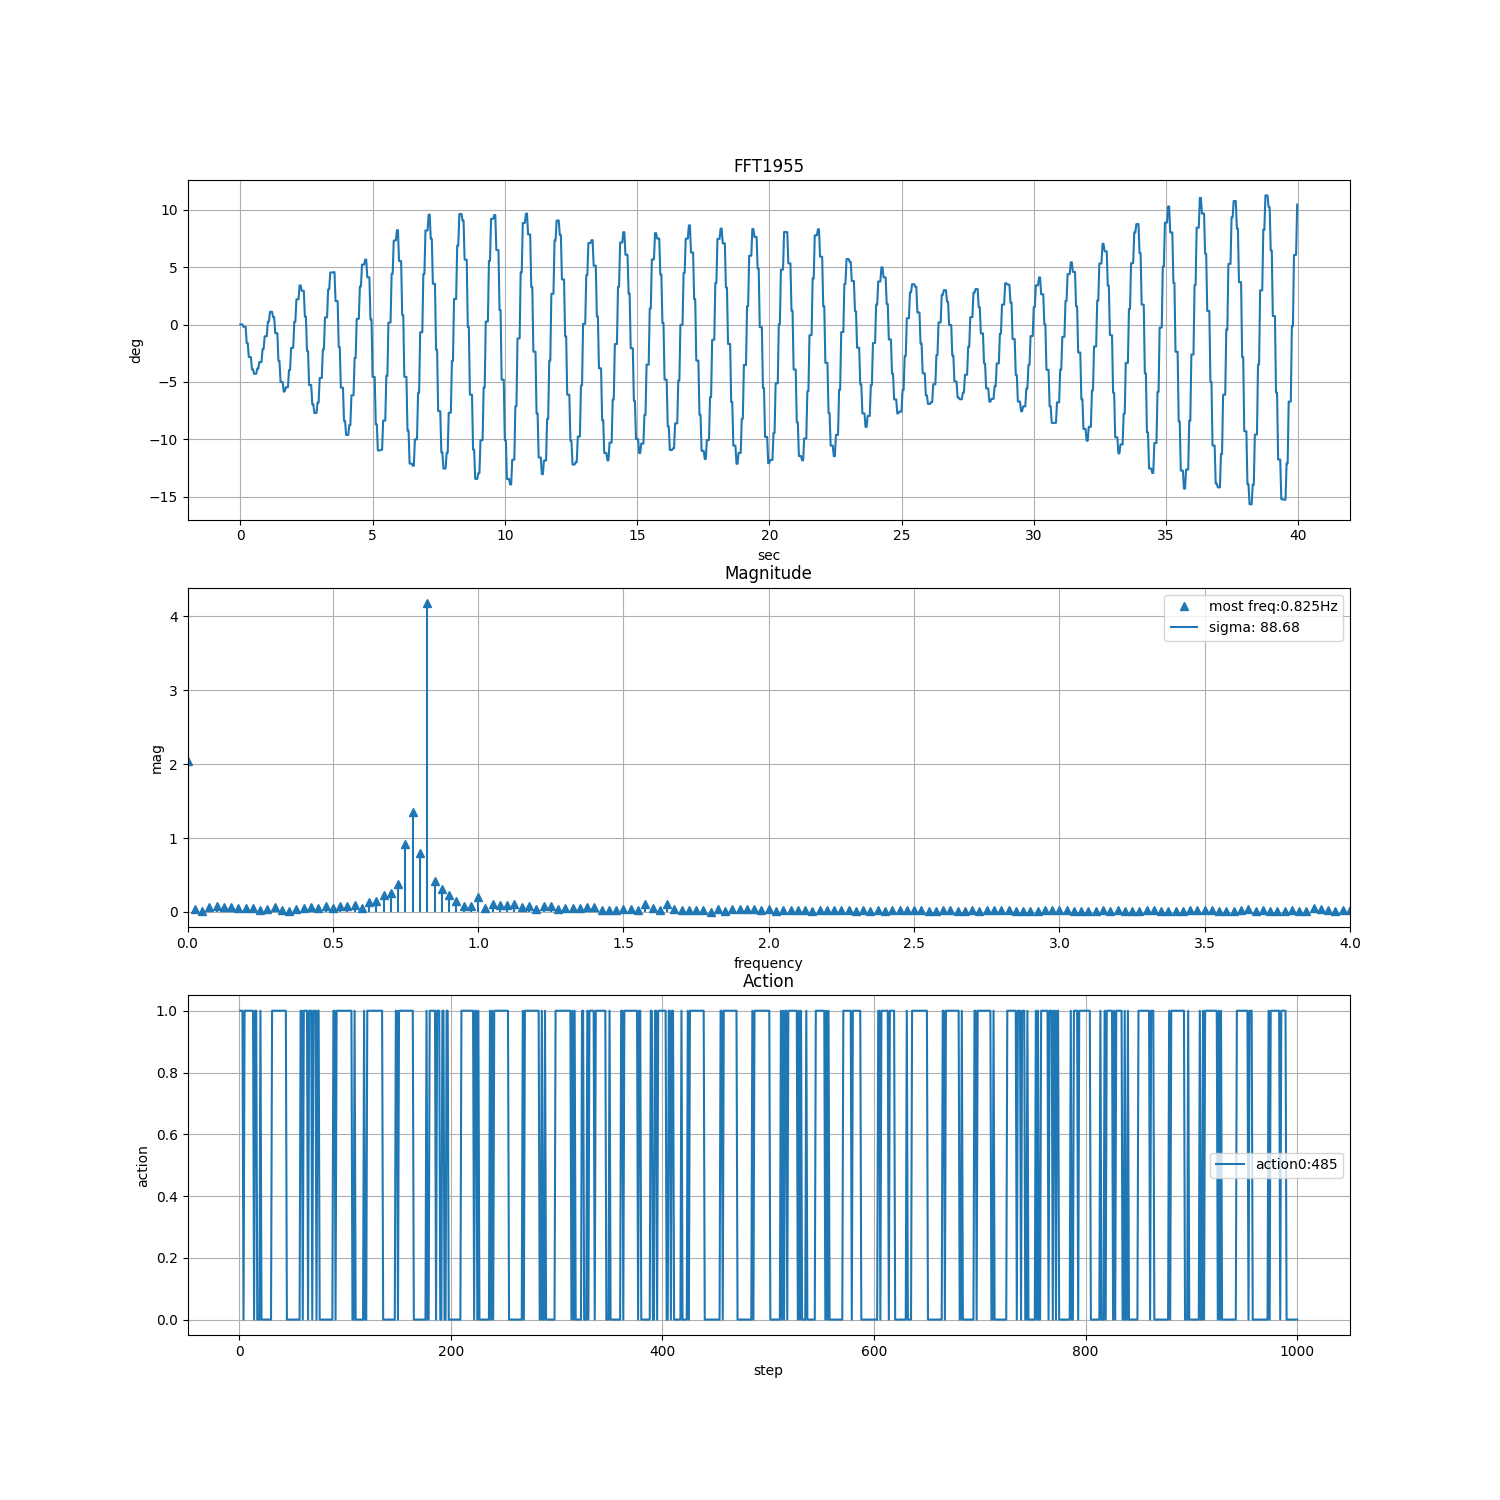 FFT1955
10
5
0
−5
−10
−15
deg
0 5 10 15 20 25 30 35 40
sec
Magnitude
4
3
2
1
0
mag
most freq:0.825Hz
sigma: 88.68
0.0 0.5 1.0 1.5 2.0 2.5 3.0 3.5 4.0
frequency
Action
1.0
0.8
0.6
0.4
0.2
0.0
action
action0:485
0 200 400 600 800 1000
step